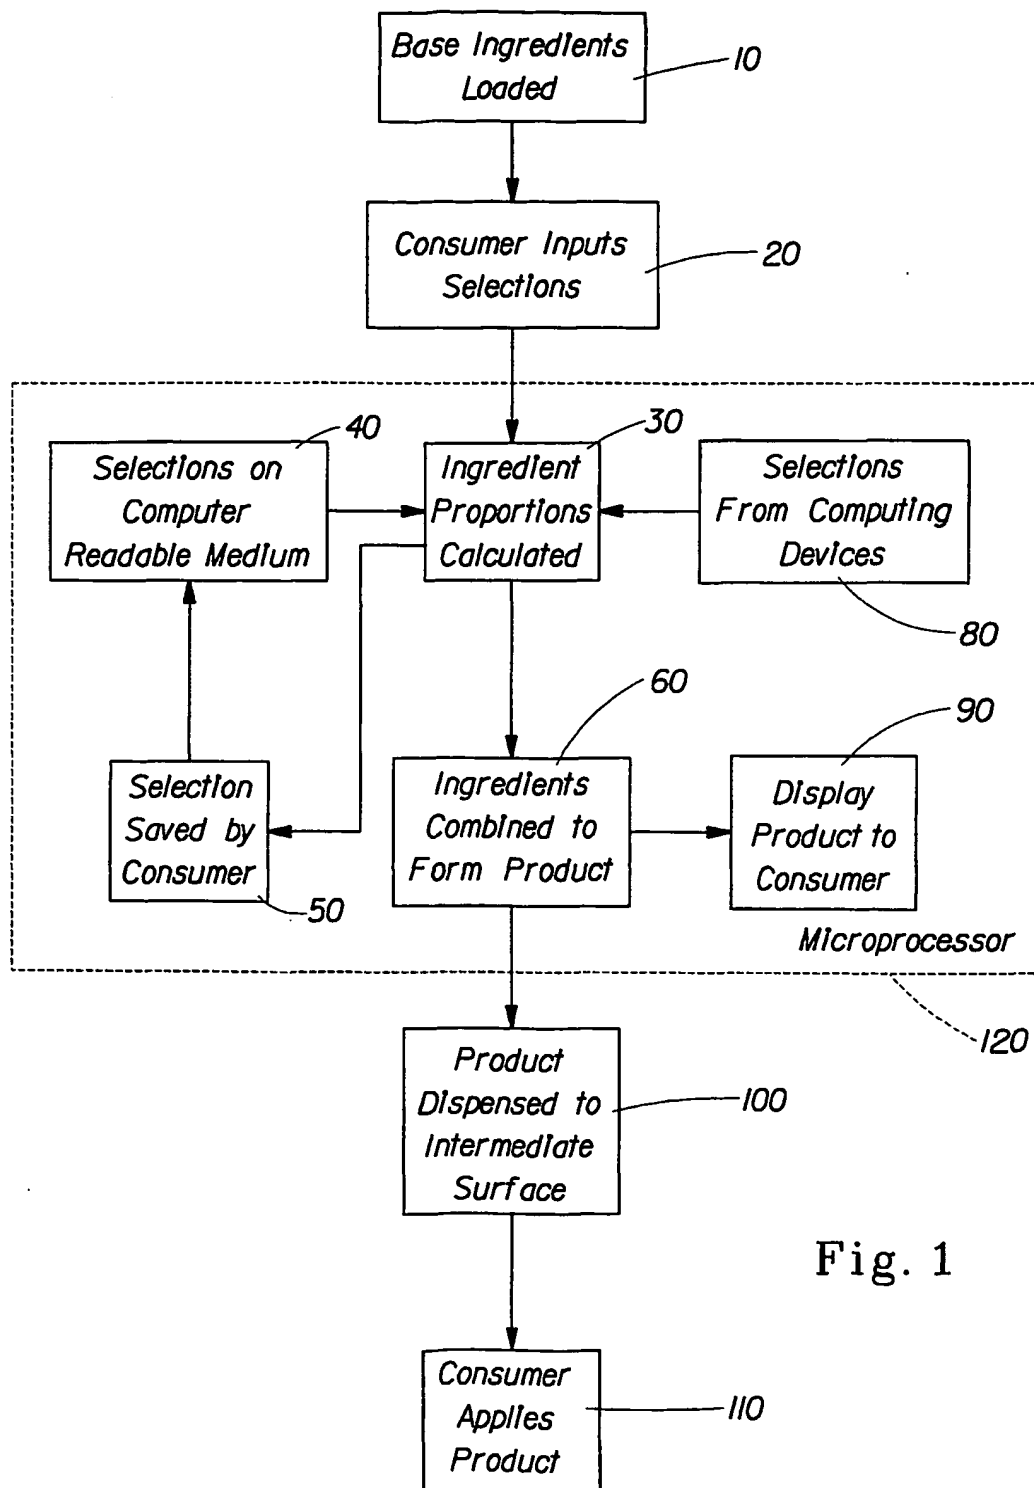 Base Ingredients
Loaded
10
Consumer Inputs
Selections
20
40
Selections on
Computer
Readable Medium
30
Ingredient
Proportions
Calculated
Selections
From Computing
Devices
80
Selection
Saved by
Consumer
50
60
Ingredients
Combined to
Form Product
90
Display
Product to
Consumer
Microprocessor
120
Product
Dispensed to
Intermediate
Surface
100
Fig. 1
Consumer
Applies
Product
110